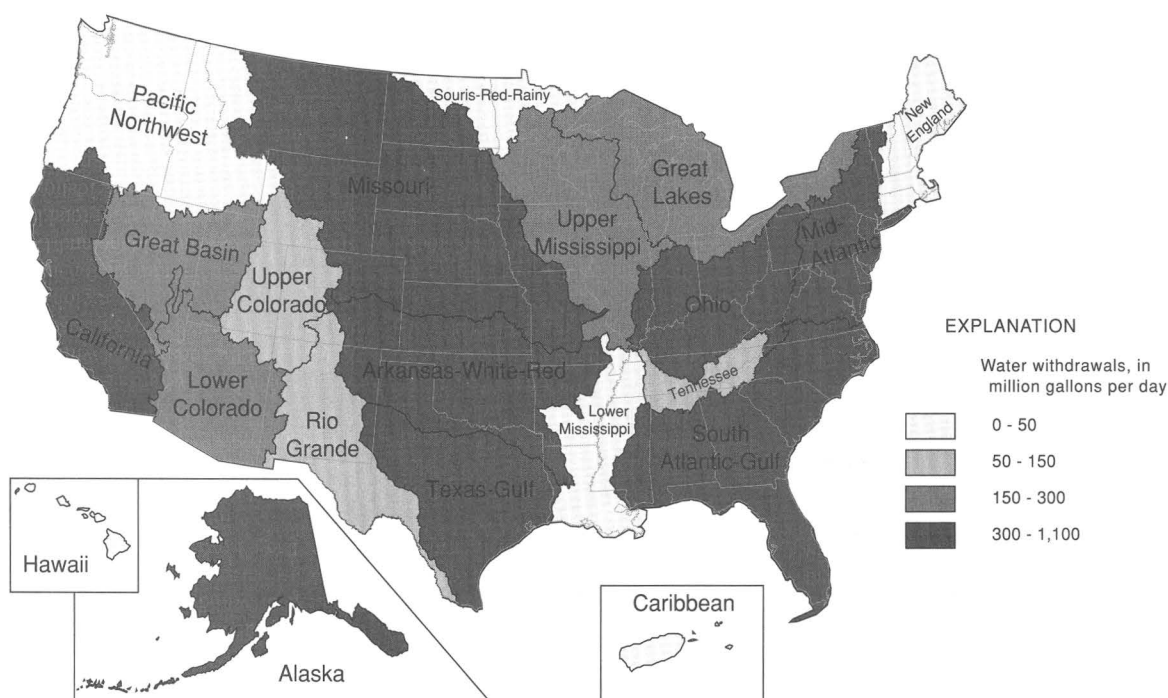 Pacific
Northwest
Souris-Red-Rainy
New
England
Missouri
Great
Lakes
Upper
Mississippi
Great Basin
Mid-
Atlantic
Upper
Colorado
Ohio
California
Arkansas-White-Red
Tennessee
Lower
Colorado
Lower
Mississippi
Rio
Grande
South
Atlantic-Gulf
Texas-Gulf
Hawaii
Alaska
Caribbean
EXPLANATION
Water withdrawals, in
million gallons per day
0 - 50
50 - 150
150 - 300
300 - 1,100